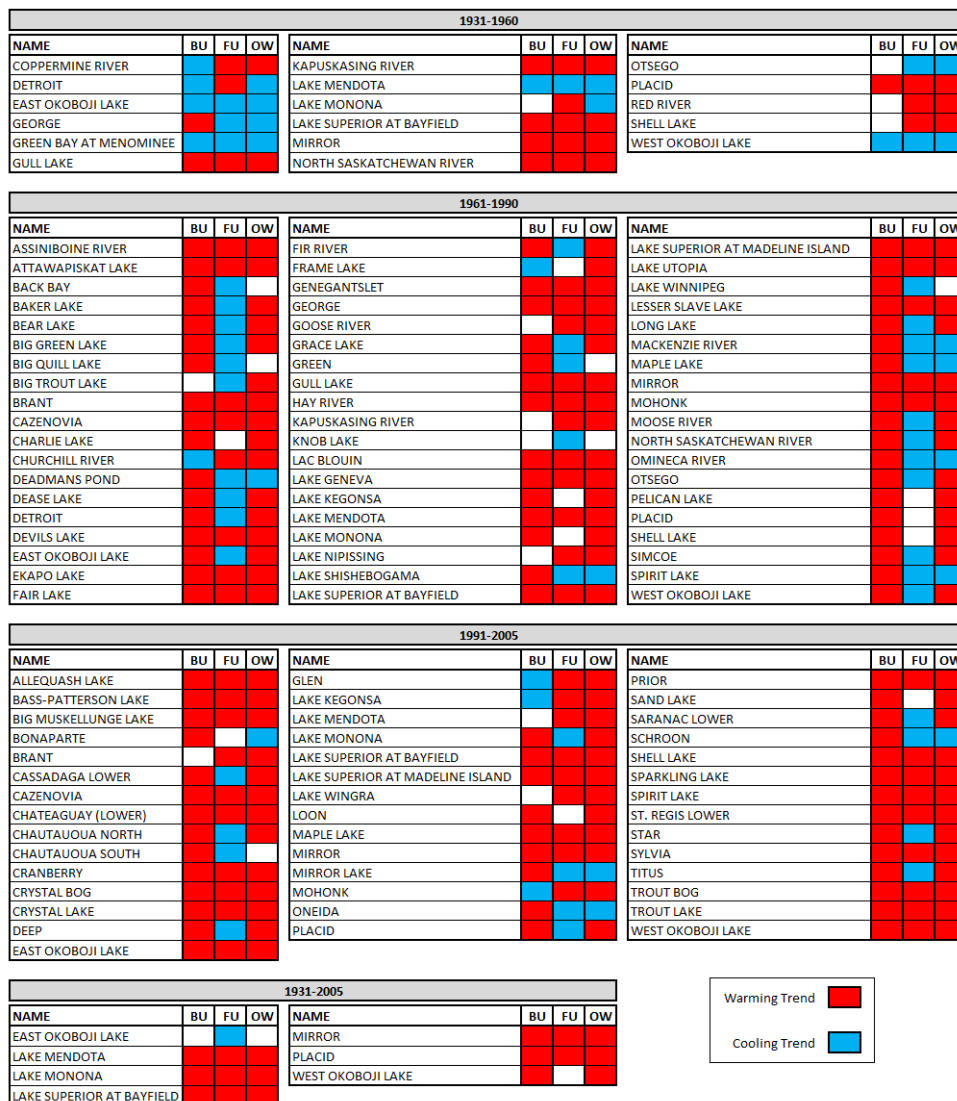 1931-1960
NAME BU FU OW
COPPERMINE RIVER
DETROIT
EAST OKOBOJI LAKE
GEORGE
GREEN BAY AT MENOMINEE
GULL LAKE
NAME BU FU OW
KAPUSKASING RIVER
LAKE MENDOTA
LAKE MONONA
LAKE SUPERIOR AT BAYFIELD
MIRROR
NORTH SASKATCHEWAN RIVER
NAME BU FU OW
OTSEGO
PLACID
RED RIVER
SHELL LAKE
WEST OKOBOJI LAKE
1961-1990
NAME BU FU OW
ASSINIBOINE RIVER
ATTAWAPISKAT LAKE
BACK BAY
BAKER LAKE
BEAR LAKE
BIG GREEN LAKE
BIG QUILL LAKE
BIG TROUT LAKE
BRANT
CAZENOVIA
CHARLIE LAKE
CHURCHILL RIVER
DEADMANS POND
DEASE LAKE
DETROIT
DEVILS LAKE
EAST OKOBOJI LAKE
EKAPO LAKE
FAIR LAKE
NAME BU FU OW
FIR RIVER
FRAME LAKE
GENEGANTSLET
GEORGE
GOOSE RIVER
GRACE LAKE
GREEN
GULL LAKE
HAY RIVER
KAPUSKASING RIVER
KNOB LAKE
LAC BLOUIN
LAKE GENEVA
LAKE KEGONSA
LAKE MENDOTA
LAKE MONONA
LAKE NIPISSING
LAKE SHISHEBOGAMA
LAKE SUPERIOR AT BAYFIELD
NAME BU FU OW
LAKE SUPERIOR AT MADELINE ISLAND
LAKE UTOPIA
LAKE WINNIPEG
LESSER SLAVE LAKE
LONG LAKE
MACKENZIE RIVER
MAPLE LAKE
MIRROR
MOHONK
MOOSE RIVER
NORTH SASKATCHEWAN RIVER
OMINECA RIVER
OTSEGO
PELICAN LAKE
PLACID
SHELL LAKE
SIMCOE
SPIRIT LAKE
WEST OKOBOJI LAKE
1991-2005
NAME BU FU OW
ALLEQUASH LAKE
BASS-PATTERSON LAKE
BIG MUSKELLUNGE LAKE
BONAPARTE
BRANT
CASSADAGA LOWER
CAZENOVIA
CHATEAGUAY (LOWER)
CHAUTAUOUA NORTH
CHAUTAUOUA SOUTH
CRANBERRY
CRYSTAL BOG
CRYSTAL LAKE
DEEP
EAST OKOBOJI LAKE
NAME BU FU OW
GLEN
LAKE KEGONSA
LAKE MENDOTA
LAKE MONONA
LAKE SUPERIOR AT BAYFIELD
LAKE SUPERIOR AT MADELINE ISLAND
LAKE WINGRA
LOON
MAPLE LAKE
MIRROR
MIRROR LAKE
MOHONK
ONEIDA
PLACID
NAME BU FU OW
PRIOR
SAND LAKE
SARANAC LOWER
SCHROON
SHELL LAKE
SPARKLING LAKE
SPIRIT LAKE
ST. REGIS LOWER
STAR
SYLVIA
TITUS
TROUT BOG
TROUT LAKE
WEST OKOBOJI LAKE
1931-2005
NAME BU FU OW
EAST OKOBOJI LAKE
LAKE MENDOTA
LAKE MONONA
LAKE SUPERIOR AT BAYFIELD
NAME BU FU OW
MIRROR
PLACID
WEST OKOBOJI LAKE
Warming Trend
Cooling Trend